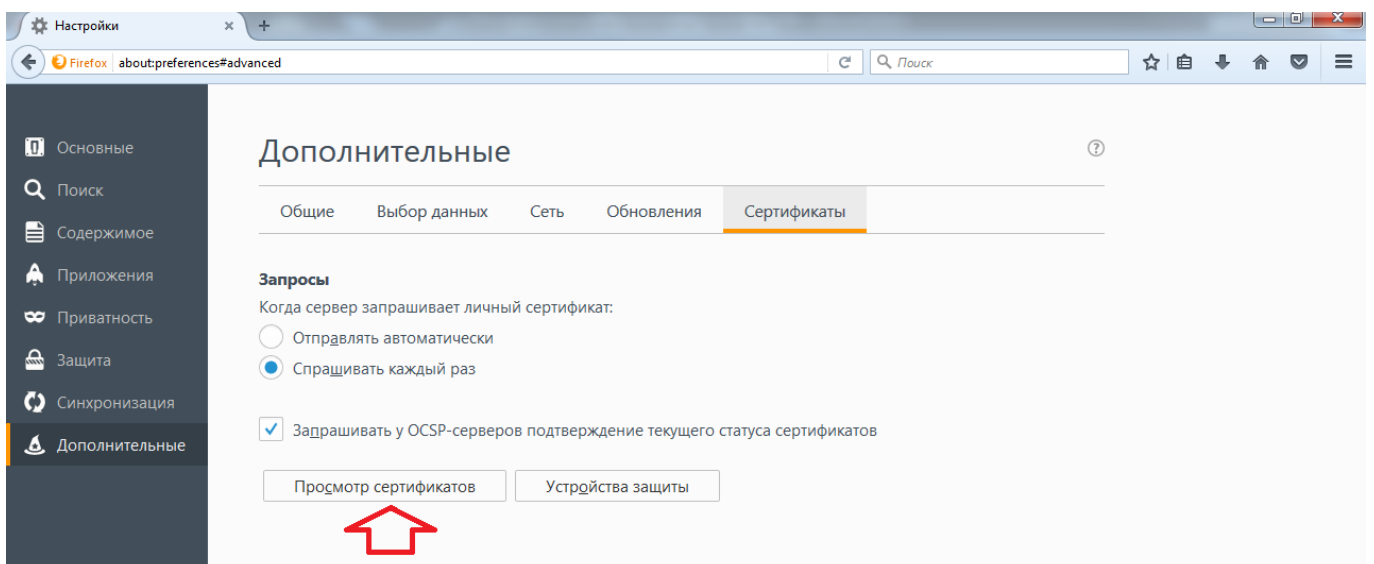 Настройки
Firefox about:preferences#advanced
Поиск
Основные
Поиск
Содержимое
Приложения
Приватность
Защита
Синхронизация
Дополнительные
Дополнительные
Общие Выбор данных Сеть Обновления Сертификаты
Запросы
Когда сервер запрашивает личный сертификат:
Отправлять автоматически
Спрашивать каждый раз
Запрашивать у OCSP-серверов подтверждение текущего статуса сертификатов
Просмотр сертификатов Устройства защиты